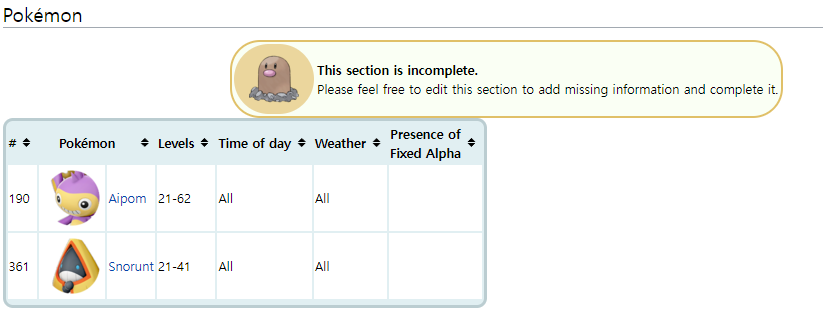 Pokémon
This section is incomplete.
Please feel free to edit this section to add missing information and complete it.
# Pokémon Levels Time of day Weather Presence of
Fixed Alpha
190 Aipom 21-62 All All
361 Snorunt 21-41 All All